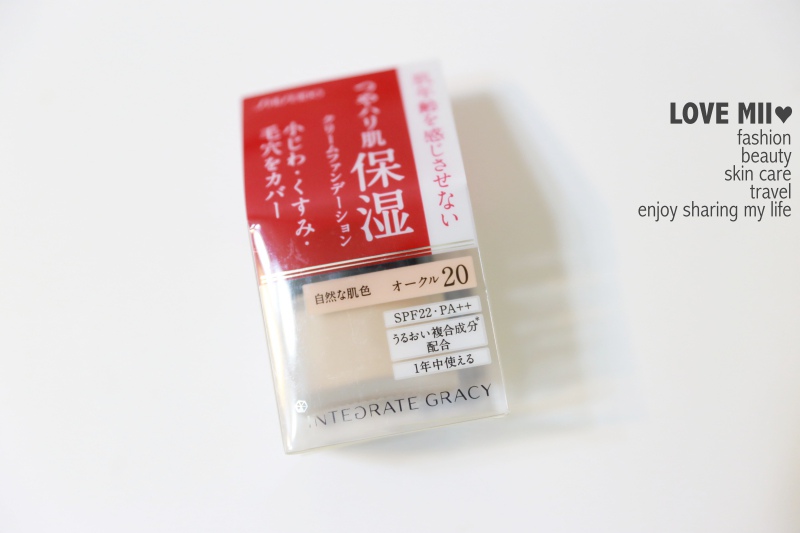 SHISEIDO
肌年齢を感じさせない
つやハリ肌
保湿
クリームファンデーション
小じわ・くすみ・
毛穴をカバー
自然な肌色 オークル20
SPF22・PA++
うるおい複合成分*
配合
1年中使える
INTEGRATE GRACY
LOVE MII♥
fashion
beauty
skin care
travel
enjoy sharing my life